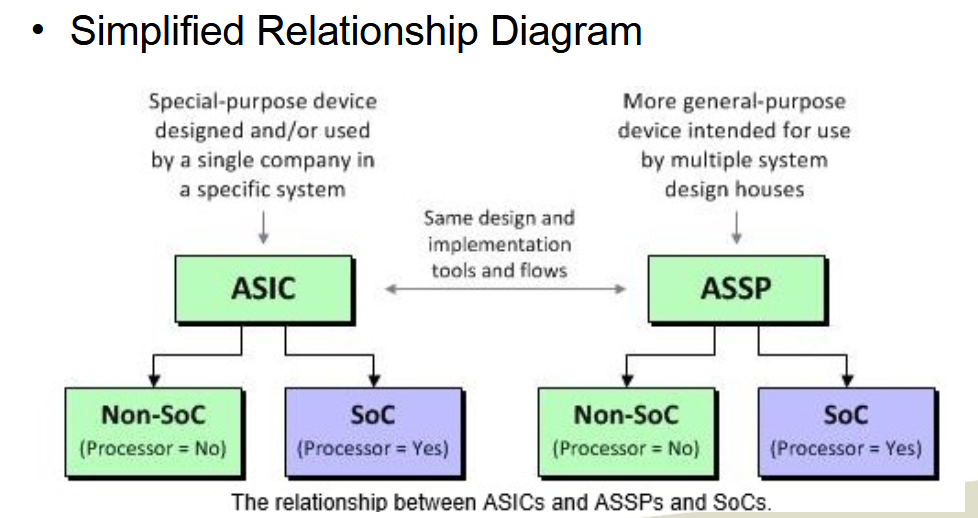 • Simplified Relationship Diagram
Special-purpose device
designed and/or used
by a single company in
a specific system
More general-purpose
device intended for use
by multiple system
design houses
Same design and
implementation
tools and flows
ASIC
ASSP
Non-SoC
(Processor = No)
SoC
(Processor = Yes)
Non-SoC
(Processor = No)
SoC
(Processor = Yes)
The relationship between ASICs and ASSPs and SoCs.